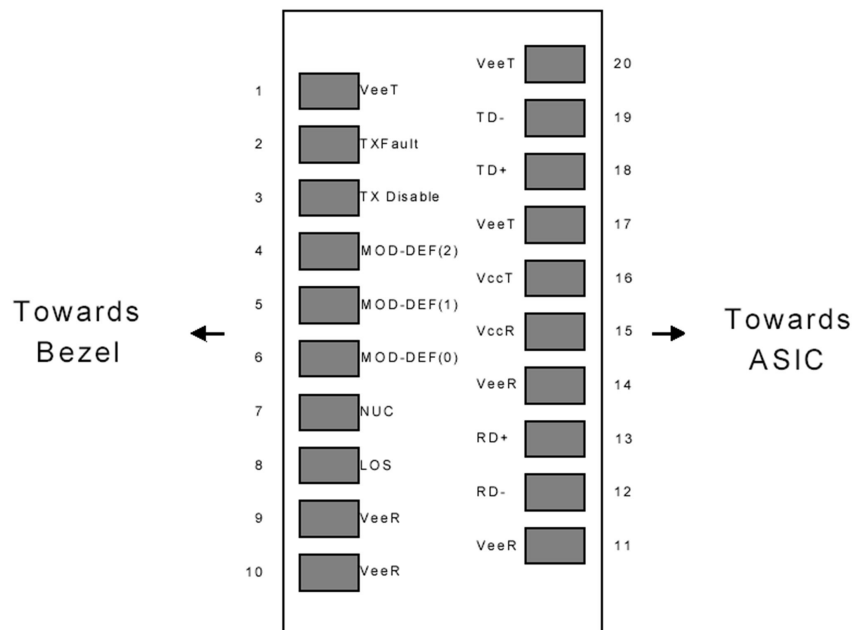 VeeT 20
1 VeeT
TD- 19
2 TXFault
TD+ 18
3 TX Disable
VeeT 17
4 MOD-DEF(2)
VccT 16
5 MOD-DEF(1)
Towards
Bezel
VccR 15
Towards
ASIC
6 MOD-DEF(0)
VeeR 14
7 NUC
RD+ 13
8 LOS
RD- 12
9 VeeR
VeeR 11
10 VeeR